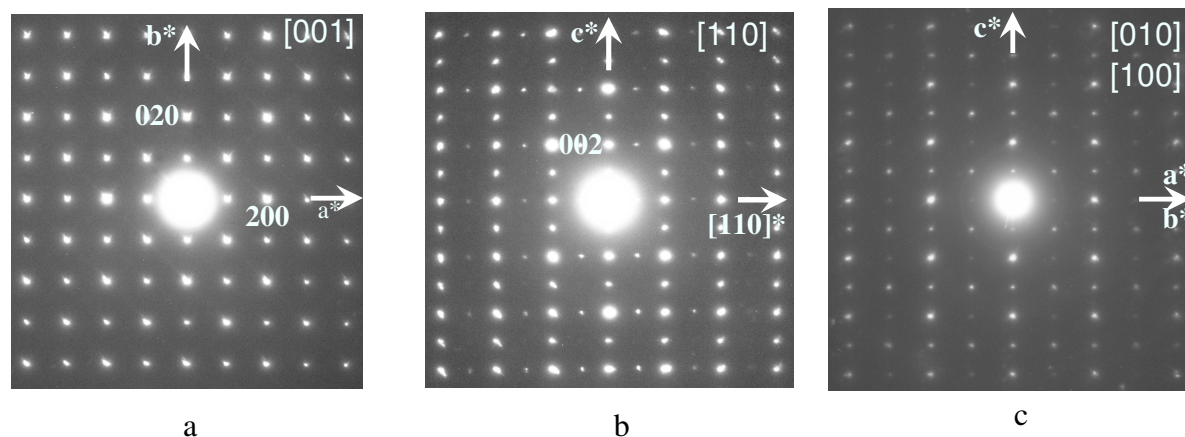 b*
[001]
020
200
a*
a
c*
[110]
002
[110]*
b
c*
[010]
[100]
a*
b*
c